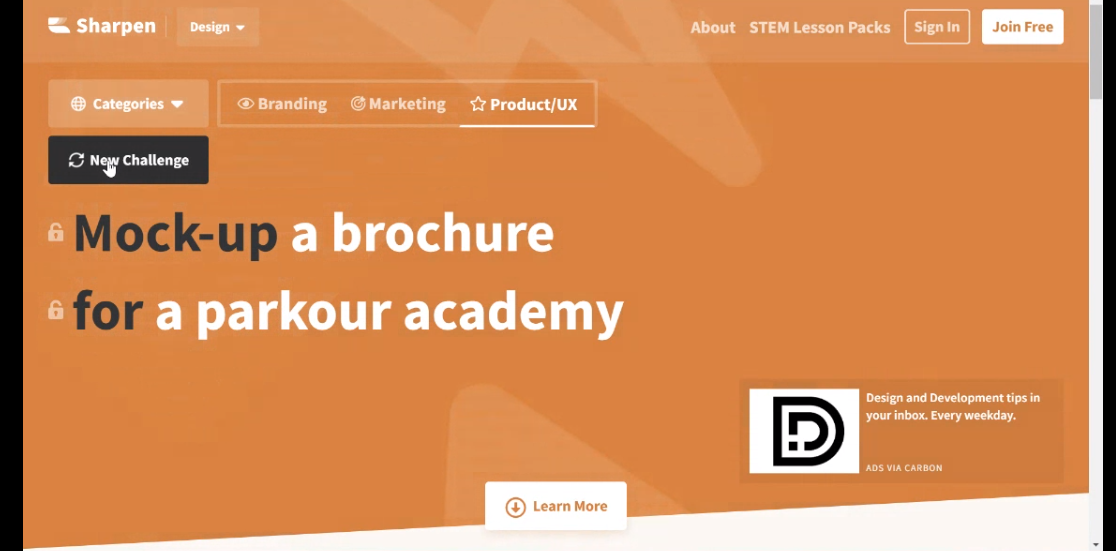 Sharpen
Design
About
STEM Lesson Packs
Sign In
Join Free
Categories
Branding
Marketing
Product/UX
New Challenge
Mock-up a brochure
for a parkour academy
Design and Development tips in
your inbox. Every weekday.
ADS VIA CARBON
Learn More